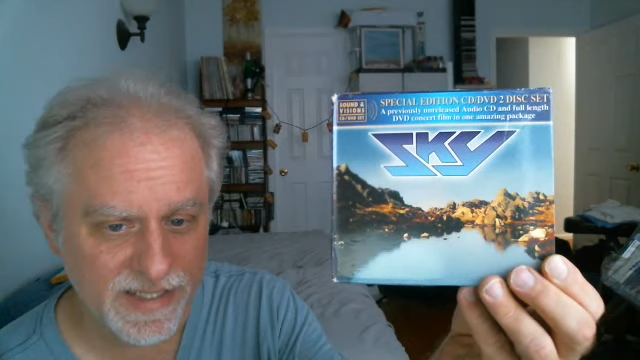 SOUND &
VISIONS
CD/DVD SET
SPECIAL EDITION CD/DVD 2 DISC SET
A previously unreleased Audio CD and full length
DVD concert film in one amazing package
SKY